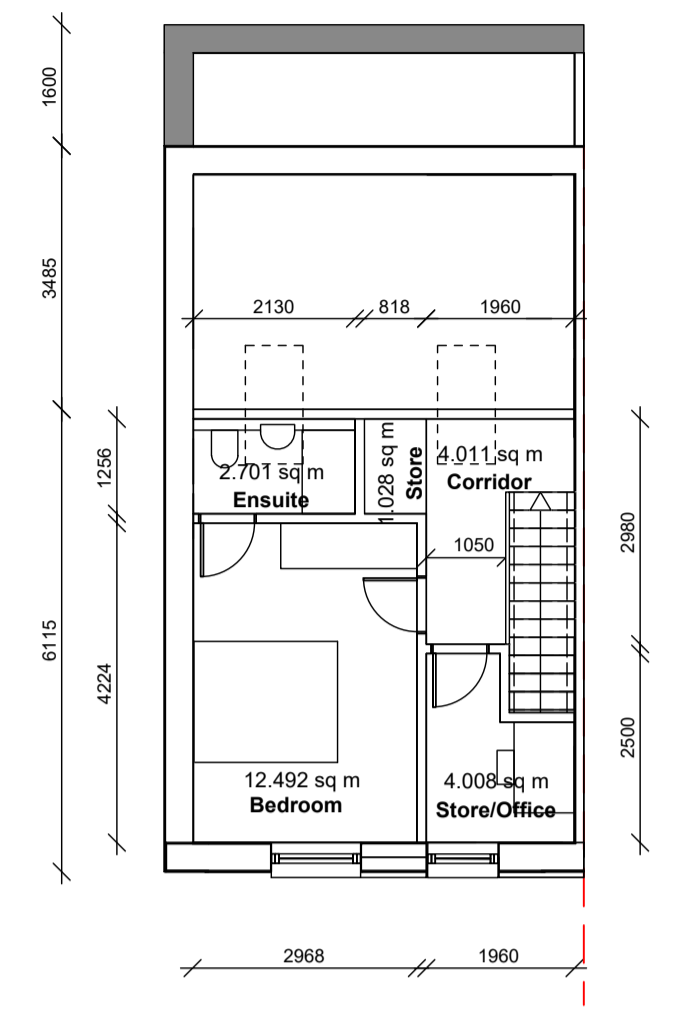 1600
3485
2130
818
1960
1256
2.701 sq m
Ensuite
1.028 sq m
Store
4.011 sq m
Corridor
2980
1050
6115
4224
2500
12.492 sq m
Bedroom
4.008 sq m
Store/Office
2968
1960